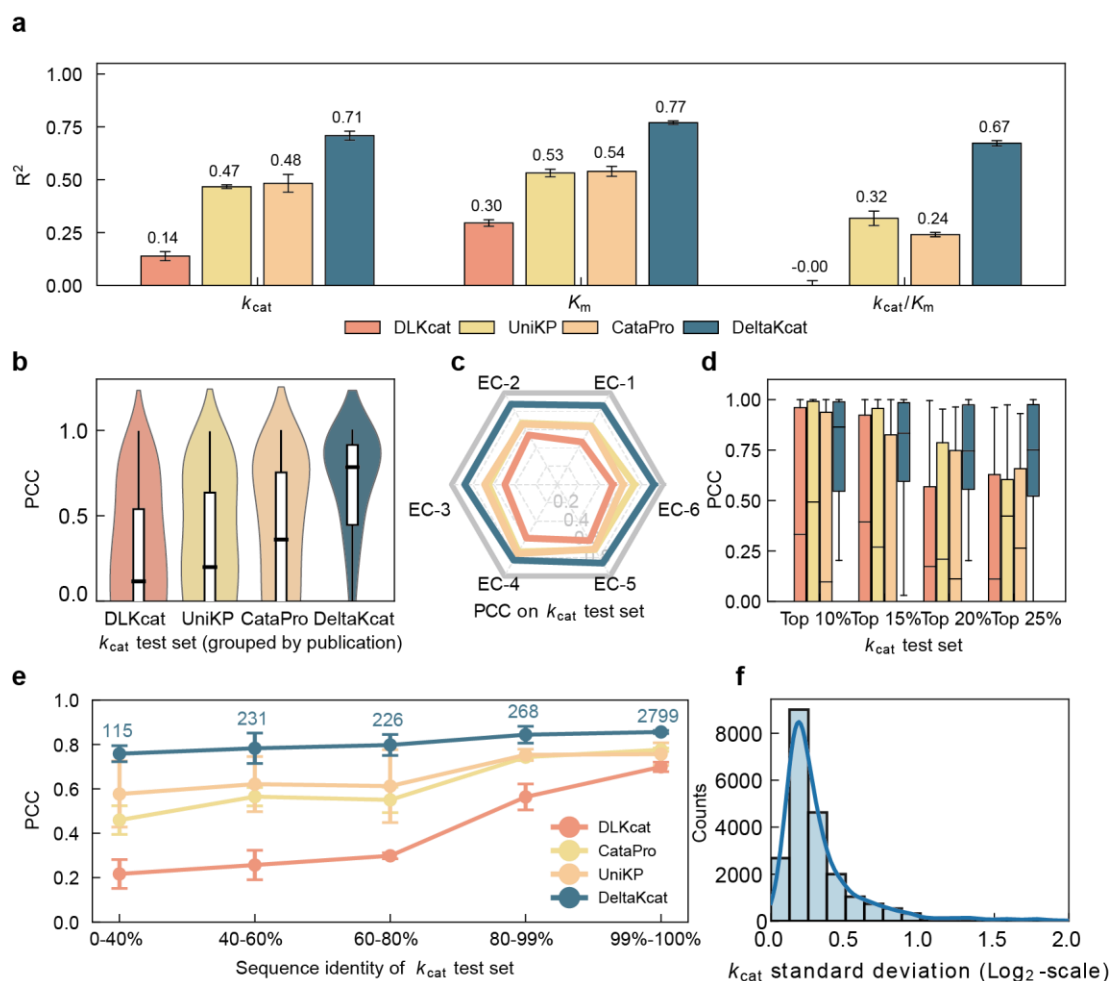 a
1.00
0.75
0.50
0.25
0.00
R²
0.14
0.47
0.48
0.71
0.30
0.53
0.54
0.77
-0.00
0.32
0.24
0.67
kcat
Km
kcat/Km
DLKcat UniKP CataPro DeltaKcat
b
1.0
0.5
0.0
PCC
DLKcat UniKP CataPro DeltaKcat
kcat test set (grouped by publication)
c
EC-2 EC-1
EC-3 EC-6
EC-4 EC-5
0.2
0.4
PCC on kcat test set
d
1.00
0.75
0.50
0.25
0.00
PCC
Top 10% Top 15% Top 20% Top 25%
kcat test set
e
1.0
0.8
0.6
0.4
0.2
0.0
PCC
115 231 226 268 2799
DLKcat
CataPro
UniKP
DeltaKcat
0-40% 40-60% 60-80% 80-99% 99%-100%
Sequence identity of kcat test set
f
8000
6000
4000
2000
0
Counts
0.0 0.5 1.0 1.5 2.0
kcat standard deviation (Log₂ -scale)